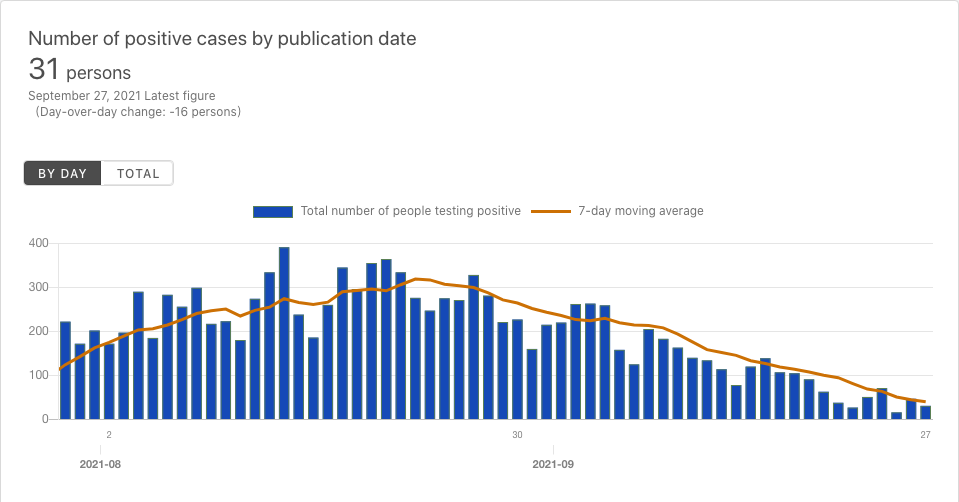 Number of positive cases by publication date
31 persons
September 27, 2021 Latest figure
(Day-over-day change: -16 persons)
BY DAY TOTAL
Total number of people testing positive 7-day moving average
400
300
200
100
0
2 30 27
2021-08 2021-09